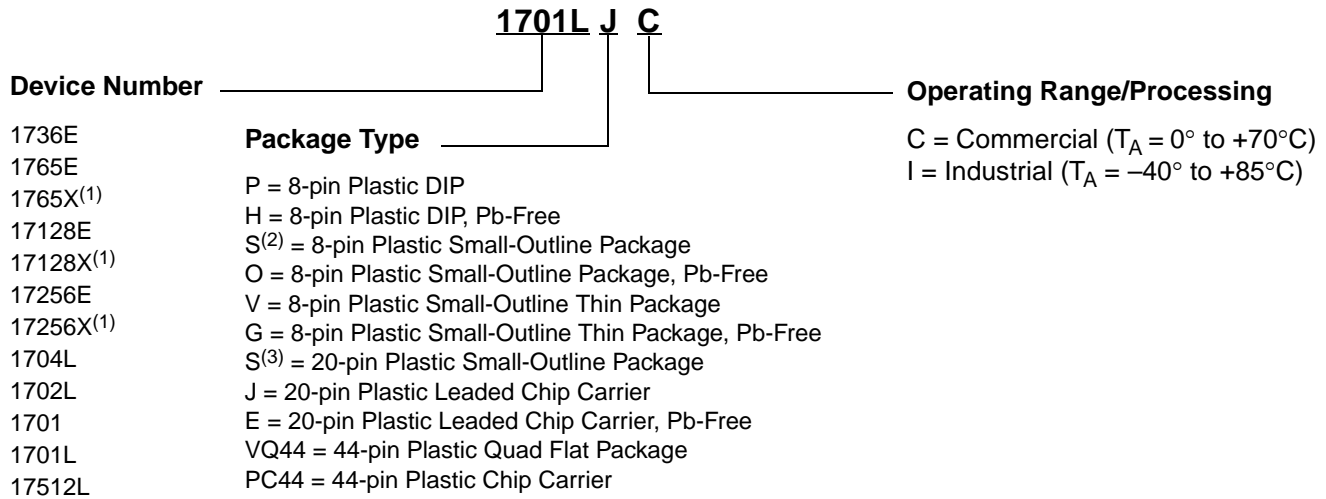 1701L J C
Device Number
1736E
1765E
1765X(1)
17128E
17128X(1)
17256E
17256X(1)
1704L
1702L
1701
1701L
17512L
Package Type
P = 8-pin Plastic DIP
H = 8-pin Plastic DIP, Pb-Free
S(2) = 8-pin Plastic Small-Outline Package
O = 8-pin Plastic Small-Outline Package, Pb-Free
V = 8-pin Plastic Small-Outline Thin Package
G = 8-pin Plastic Small-Outline Thin Package, Pb-Free
S(3) = 20-pin Plastic Small-Outline Package
J = 20-pin Plastic Leaded Chip Carrier
E = 20-pin Plastic Leaded Chip Carrier, Pb-Free
VQ44 = 44-pin Plastic Quad Flat Package
PC44 = 44-pin Plastic Chip Carrier
Operating Range/Processing
C = Commercial (TA = 0° to +70°C)
I = Industrial (TA = –40° to +85°C)